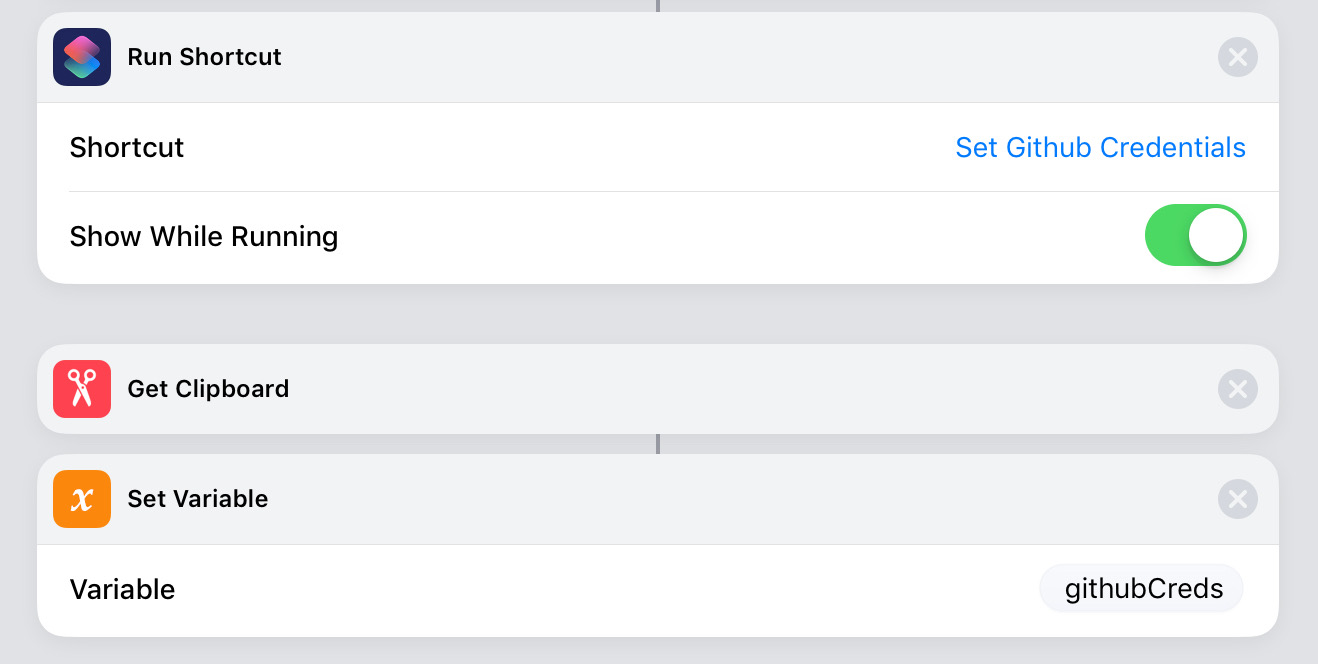 Run Shortcut
Shortcut Set Github Credentials
Show While Running
Get Clipboard
Set Variable
Variable githubCreds